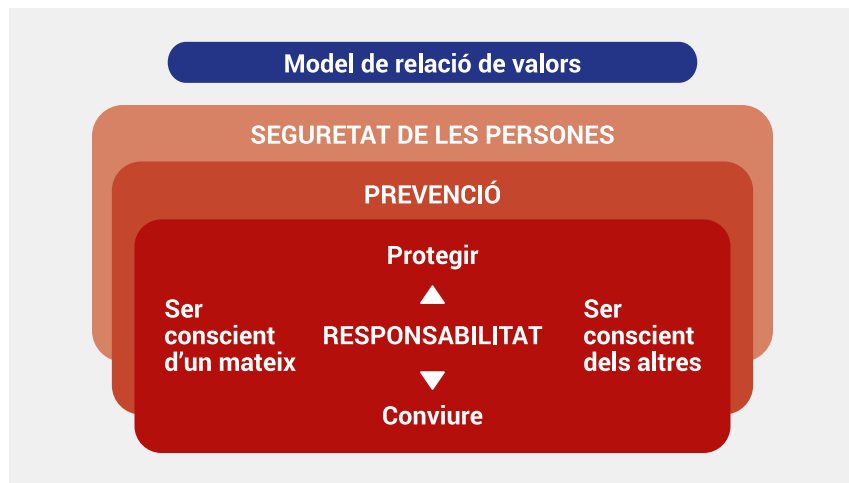 Model de relació de valors
SEGURETAT DE LES PERSONES
PREVENCIÓ
Protegir
Ser
conscient
d'un mateix
RESPONSABILITAT
Ser
conscient
dels altres
Conviure